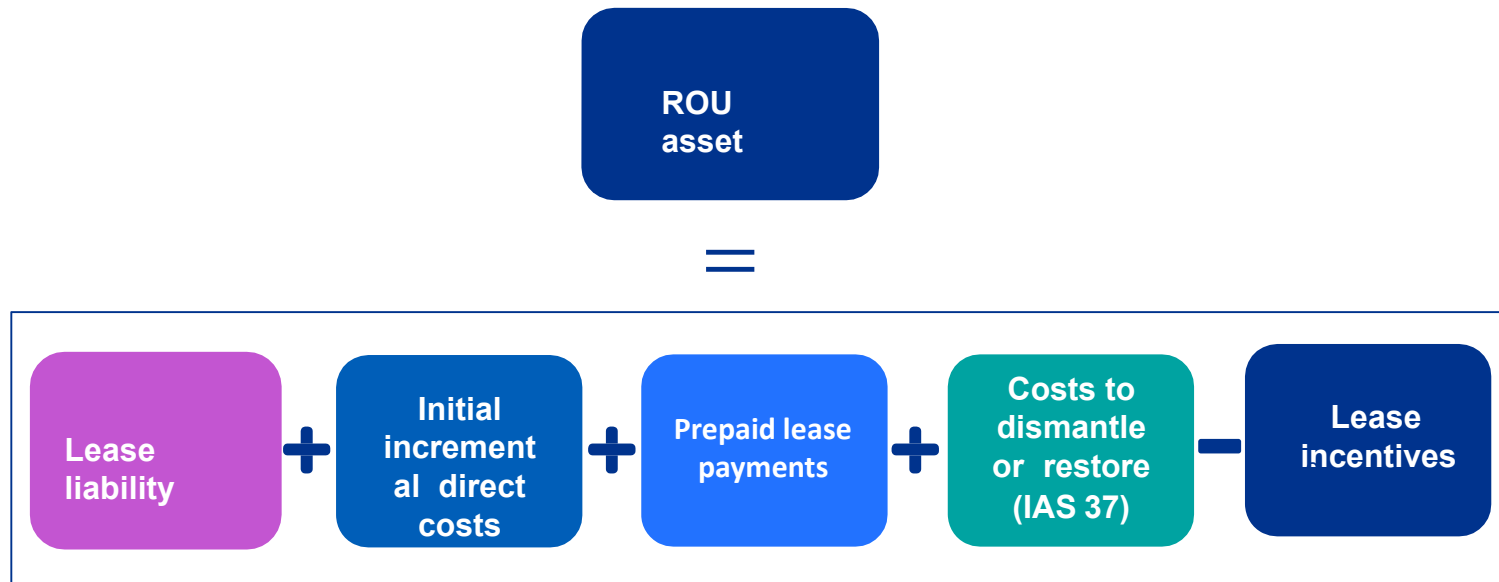 ROU
asset
=
Lease
liability
+
Initial
increment
al direct
costs
+
Prepaid lease
payments
+
Costs to
dismantle
or restore
(IAS 37)
−
Lease
incentives